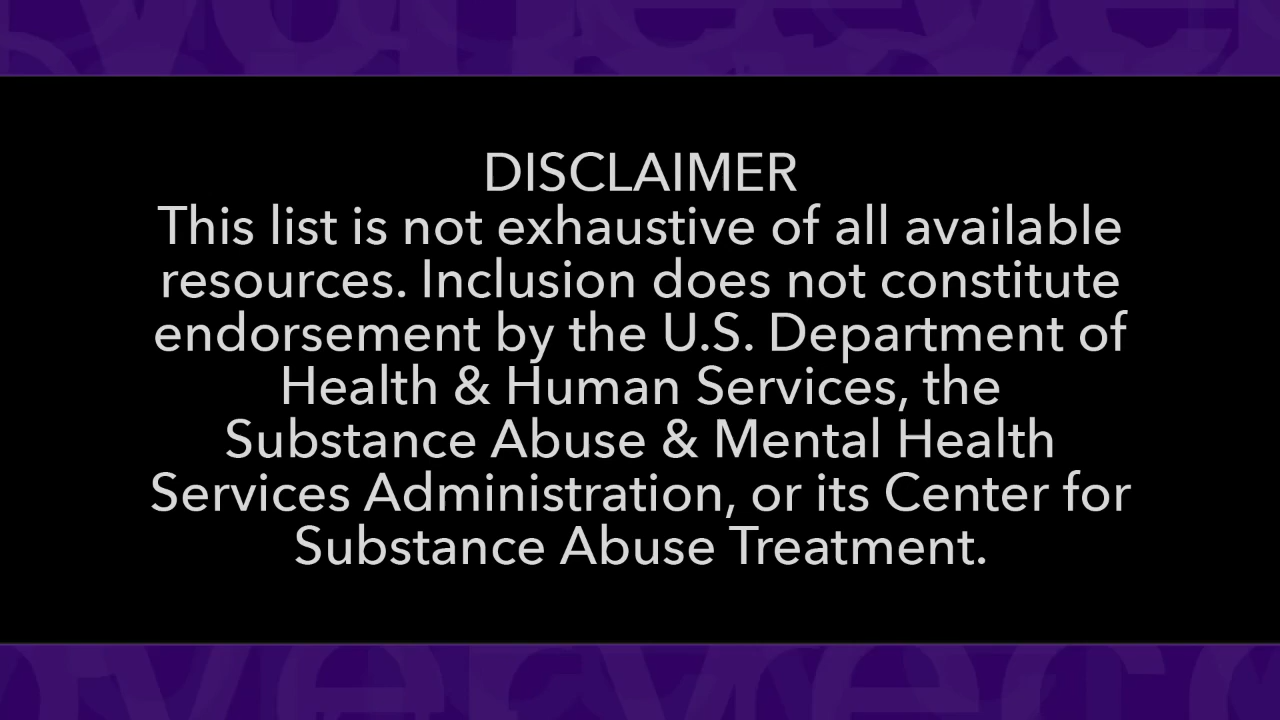 DISCLAIMER
This list is not exhaustive of all available
resources. Inclusion does not constitute
endorsement by the U.S. Department of
Health & Human Services, the
Substance Abuse & Mental Health
Services Administration, or its Center for
Substance Abuse Treatment.